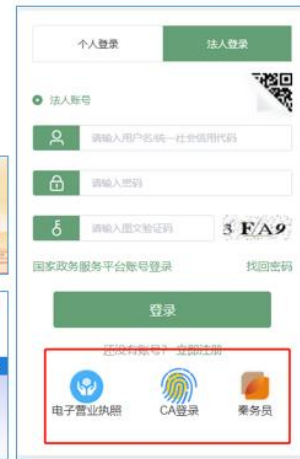 个人登录 法人登录
法人账号
请输入用户名/统一社会信用代码
请输入密码
请输入图文验证码 3 FA9
国家政务服务平台账号登录 找回密码
登录
还没有账号？ 立即注册
电子营业执照 CA登录 秦务员